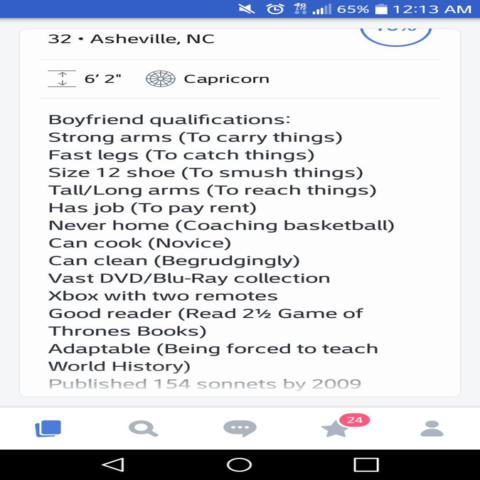 65% 12:13 AM
32 • Asheville, NC
6' 2"
Capricorn
Boyfriend qualifications:
Strong arms (To carry things)
Fast legs (To catch things)
Size 12 shoe (To smush things)
Tall/Long arms (To reach things)
Has job (To pay rent)
Never home (Coaching basketball)
Can cook (Novice)
Can clean (Begrudgingly)
Vast DVD/Blu-Ray collection
Xbox with two remotes
Good reader (Read 2½ Game of
Thrones Books)
Adaptable (Being forced to teach
World History)
Published 154 sonnets by 2009
24